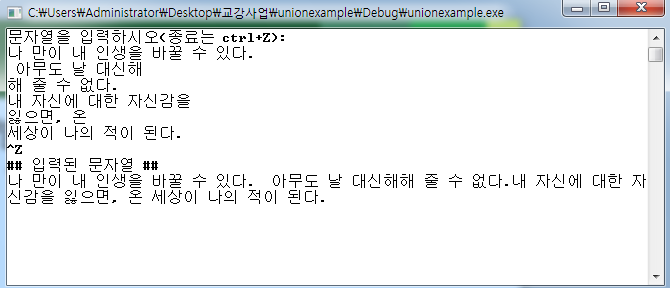 C:₩Users₩Administrator₩Desktop₩교강사업₩unionexample₩Debug₩unionexample.exe
문자열을 입력하시오(종료는 ctrl+Z):
나 만이 내 인생을 바꿀 수 있다.
 아무도 날 대신해
해 줄 수 없다.
내 자신에 대한 자신감을
잃으면, 온
세상이 나의 적이 된다.
^Z
## 입력된 문자열 ##
나 만이 내 인생을 바꿀 수 있다.  아무도 날 대신해해 줄 수 없다.내 자신에 대한 자
신감을 잃으면, 온 세상이 나의 적이 된다.